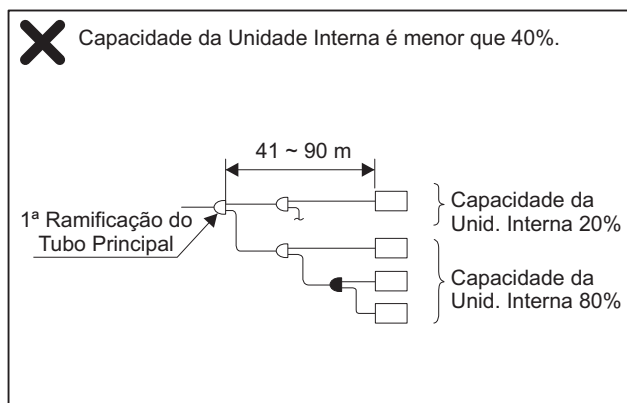 Capacidade da Unidade Interna é menor que 40%.
41 ~ 90 m
1ª Ramificação do
Tubo Principal
Capacidade da
Unid. Interna 20%
Capacidade da
Unid. Interna 80%